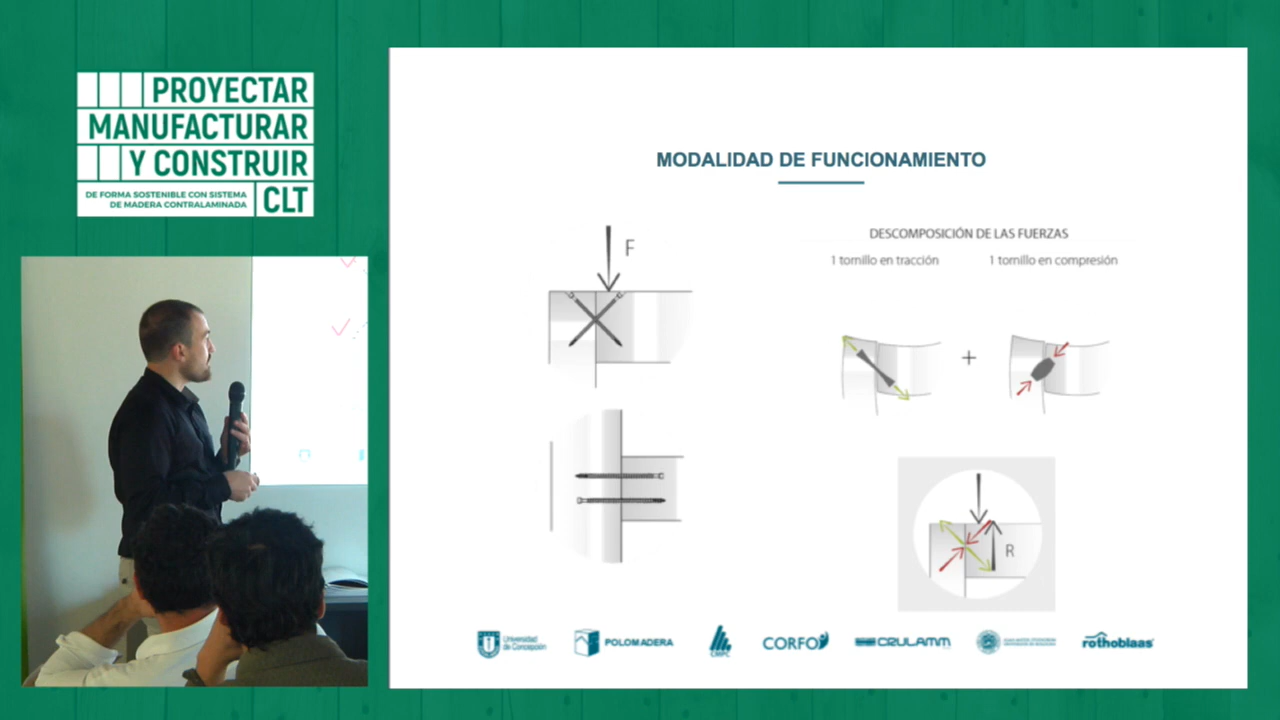 PROYECTAR
MANUFACTURAR
Y CONSTRUIR
DE FORMA SOSTENIBLE CON SISTEMA
DE MADERA CONTRALAMINADA
CLT
MODALIDAD DE FUNCIONAMIENTO
F
DESCOMPOSICIÓN DE LAS FUERZAS
1 tornillo en tracción
1 tornillo en compresión
+
R
Universidad
de Concepción
POLOMADERA
CMPC
CORFO
CRULAMM
rothoblaas